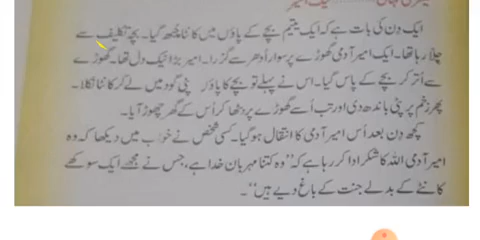 ایک دن کی بات ہے کہ ایک یتیم بچے کے پاؤں میں کانٹا چبھ گیا۔ بچہ تکلیف سے
چلا رہا تھا۔ ایک امیر آدمی گھوڑے پر سوار اُدھر سے گزرا۔ امیر بڑا نیک دل تھا۔ گھوڑے
سے اُتر کر بچے کے پاس گیا۔ اس نے پہلے تو بچے کا پاؤں اپنی گود میں لے کر کانٹا نکالا۔
پھر زخم پر پٹی باندھ دی اور تب اُسے گھوڑے پر بٹھا کر اُس کے گھر چھوڑ آیا۔
کچھ دن بعد اُس امیر آدمی کا انتقال ہو گیا۔ کسی شخص نے خواب میں دیکھا کہ وہ
امیر آدمی اللہ کا شکر ادا کر رہا ہے کہ ”وہ کتنا مہربان خدا ہے، جس نے مجھے ایک سوکھے
کانٹے کے بدلے جنت کے باغ دیے ہیں“۔